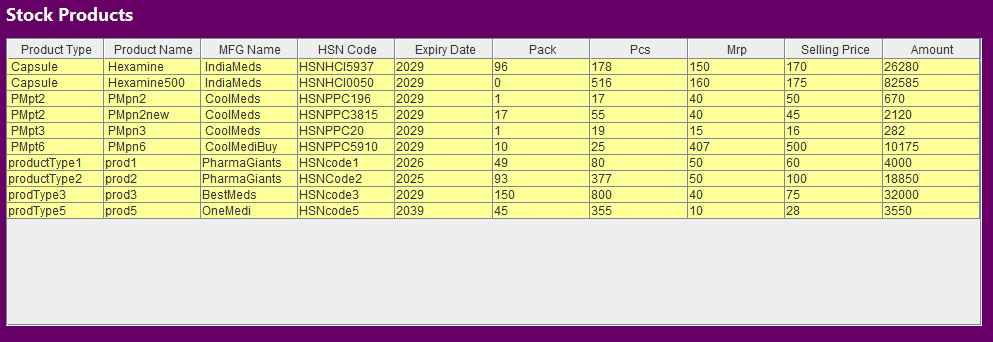 Stock Products
Product Type Product Name MFG Name HSN Code Expiry Date Pack Pcs Mrp Selling Price Amount
Capsule Hexamine IndiaMeds HSNHCI5937 2029 96 178 150 170 26280
Capsule Hexamine500 IndiaMeds HSNHCI0050 2029 0 516 160 175 82585
PMpt2 PMpn2 CoolMeds HSNPPC196 2029 1 17 40 50 670
PMpt2 PMpn2new CoolMeds HSNPPC3815 2029 17 55 40 45 2120
PMpt3 PMpn3 CoolMeds HSNPPC20 2029 1 19 15 16 282
PMpt6 PMpn6 CoolMediBuy HSNPPC5910 2029 10 25 407 500 10175
productType1 prod1 PharmaGiants HSNcode1 2026 49 80 50 60 4000
productType2 prod2 PharmaGiants HSNCode2 2025 93 377 50 100 18850
prodType3 prod3 BestMeds HSNcode3 2029 150 800 40 75 32000
prodType5 prod5 OneMedi HSNcode5 2039 45 355 10 28 3550